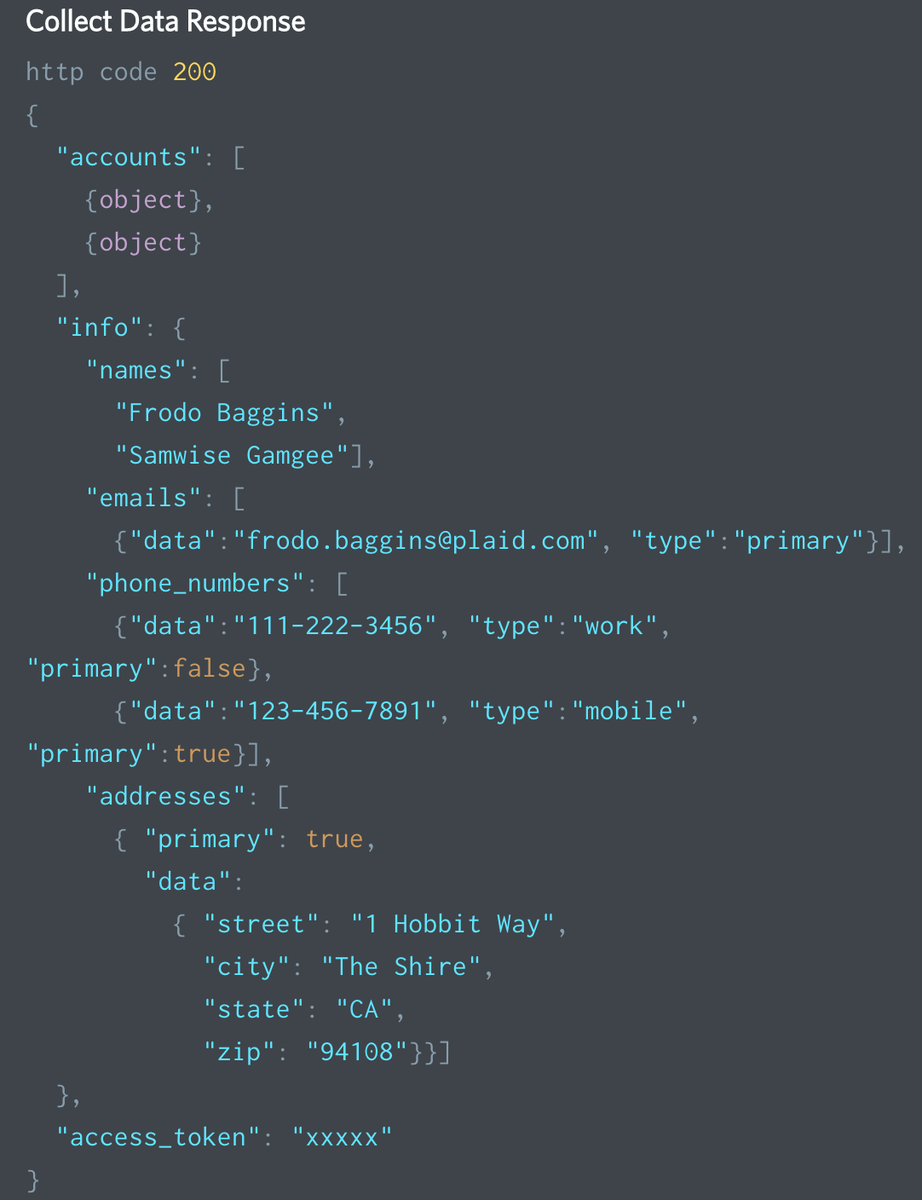 Collect Data Response
http code 200
{
  "accounts": [
    {object},
    {object}
  ],
  "info": {
    "names": [
      "Frodo Baggins",
      "Samwise Gamgee"],
    "emails": [
      {"data":"frodo.baggins@plaid.com", "type":"primary"}],
    "phone_numbers": [
      {"data":"111-222-3456", "type":"work",
"primary":false},
      {"data":"123-456-7891", "type":"mobile",
"primary":true}],
    "addresses": [
      { "primary": true,
        "data":
          { "street": "1 Hobbit Way",
            "city": "The Shire",
            "state": "CA",
            "zip": "94108"}}]
  },
  "access_token": "xxxxx"
}